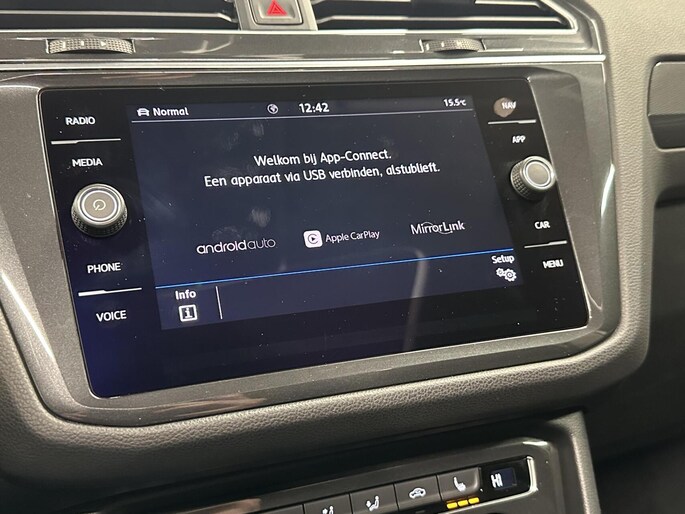 RADIO
MEDIA
PHONE
VOICE
Normal
12:42
15.5°C
Welkom bij App-Connect.
Een apparaat via USB verbinden, alstublieft.
androidauto
Apple CarPlay
MirrorLink
Setup
Info
NAV
APP
CAR
MENU
HI